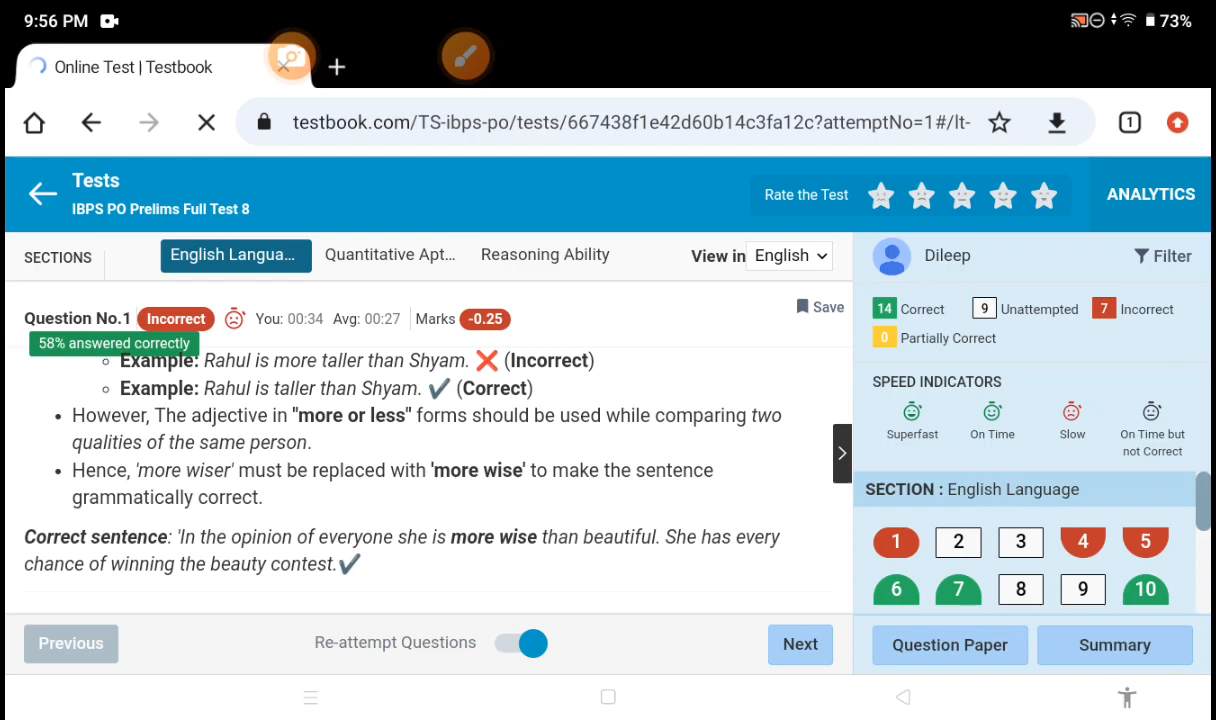 9:56 PM
73%
Online Test | Testbook
testbook.com/TS-ibps-po/tests/667438f1e42d60b14c3fa12c?attemptNo=1#/lt-
1
Tests
IBPS PO Prelims Full Test 8
Rate the Test
ANALYTICS
SECTIONS
English Langua...
Quantitative Apt...
Reasoning Ability
View in
English
Dileep
Filter
Question No.1
Incorrect
You: 00:34
Avg: 00:27
Marks
-0.25
Save
58% answered correctly
14 Correct
9 Unattempted
7 Incorrect
0 Partially Correct
Example: Rahul is more taller than Shyam. ❌ (Incorrect)
Example: Rahul is taller than Shyam. ✔ (Correct)
However, The adjective in "more or less" forms should be used while comparing two
qualities of the same person.
Hence, 'more wiser' must be replaced with 'more wise' to make the sentence
grammatically correct.
Correct sentence: 'In the opinion of everyone she is more wise than beautiful. She has every
chance of winning the beauty contest.✔
SPEED INDICATORS
Superfast
On Time
Slow
On Time but
not Correct
SECTION : English Language
1 2 3 4 5
6 7 8 9 10
Previous
Re-attempt Questions
Next
Question Paper
Summary